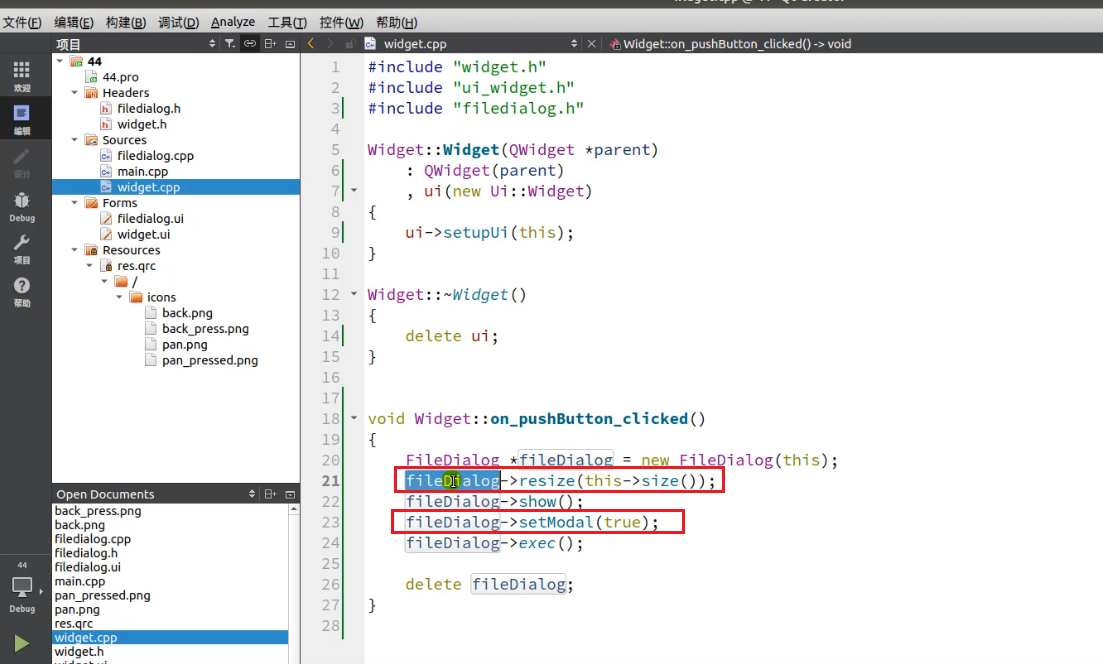 文件(F) 编辑(E) 构建(B) 调试(D) Analyze 工具(T) 控件(W) 帮助(H)
项目
widget.cpp
Widget::on_pushButton_clicked() -> void
欢迎
编辑
设计
Debug
项目
帮助
44
Debug
44
44.pro
Headers
filedialog.h
widget.h
Sources
filedialog.cpp
main.cpp
widget.cpp
Forms
filedialog.ui
widget.ui
Resources
res.qrc
/
icons
back.png
back_press.png
pan.png
pan_pressed.png
Open Documents
back_press.png
back.png
filedialog.cpp
filedialog.h
filedialog.ui
main.cpp
pan_pressed.png
pan.png
res.qrc
widget.cpp
widget.h
widget.ui
1 #include "widget.h"
2 #include "ui_widget.h"
3 #include "filedialog.h"
4
5 Widget::Widget(QWidget *parent)
6 : QWidget(parent)
7 , ui(new Ui::Widget)
8 {
9 ui->setupUi(this);
10 }
11
12 Widget::~Widget()
13 {
14 delete ui;
15 }
16
17
18 void Widget::on_pushButton_clicked()
19 {
20 FileDialog *fileDialog = new FileDialog(this);
21 fileDialog->resize(this->size());
22 fileDialog->show();
23 fileDialog->setModal(true);
24 fileDialog->exec();
25
26 delete fileDialog;
27 }
28